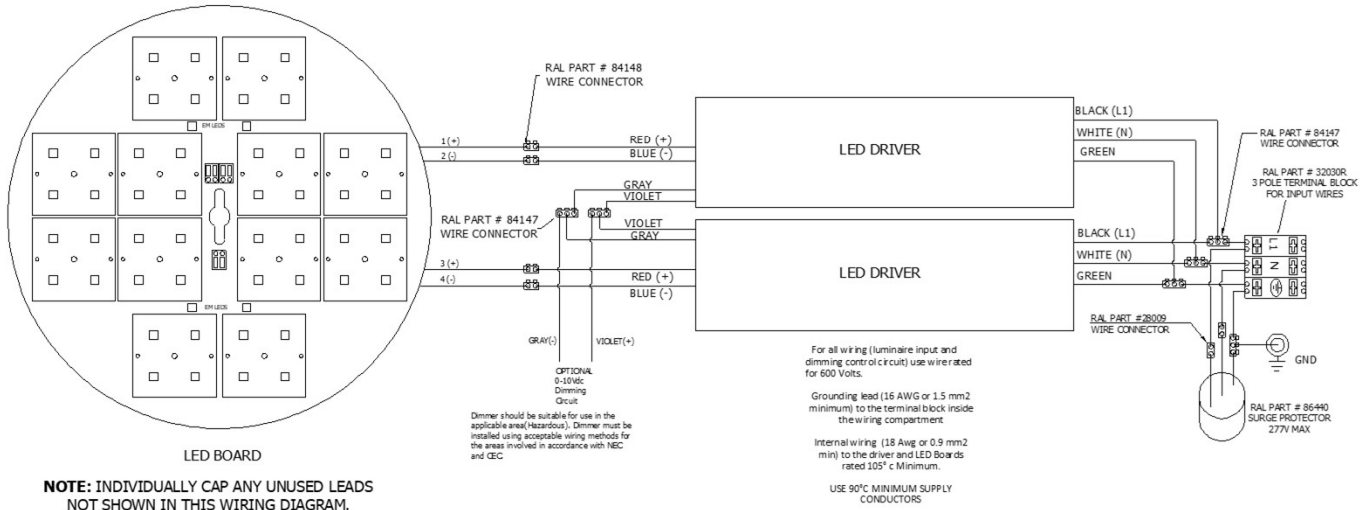 RAL PART # 84148
WIRE CONNECTOR
EM LEDS
1 (+)
2 (-)
RED (+)
BLUE (-)
GRAY
VIOLET
LED DRIVER
BLACK (L1)
WHITE (N)
GREEN
RAL PART # 84147
WIRE CONNECTOR
RAL PART # 32030R
3 POLE TERMINAL BLOCK
FOR INPUT WIRES
RAL PART # 84147
WIRE CONNECTOR
VIOLET
GRAY
3 (+)
4 (-)
RED (+)
BLUE (-)
LED DRIVER
BLACK (L1)
WHITE (N)
GREEN
L1
N
EM LEDS
GRAY(-)
VIOLET(+)
OPTIONAL
0-10Vdc
Dimming
Circuit
Dimmer should be suitable for use in the
applicable area(Hazardous). Dimmer must be
installed using acceptable wiring methods for
the areas involved in accordance with NEC
and CEC
For all wiring (luminaire input and
dimming control circuit) use wire rated
for 600 Volts.
Grounding lead (16 AWG or 1.5 mm2
minimum) to the terminal block inside
the wiring compartment
Internal wiring (18 Awg or 0.9 mm2
min) to the driver and LED Boards
rated 105° c Minimum.
USE 90°C MINIMUM SUPPLY
CONDUCTORS
RAL PART #28009
WIRE CONNECTOR
GND
RAL PART # 86440
SURGE PROTECTOR
277V MAX
LED BOARD
NOTE: INDIVIDUALLY CAP ANY UNUSED LEADS
NOT SHOWN IN THIS WIRING DIAGRAM.